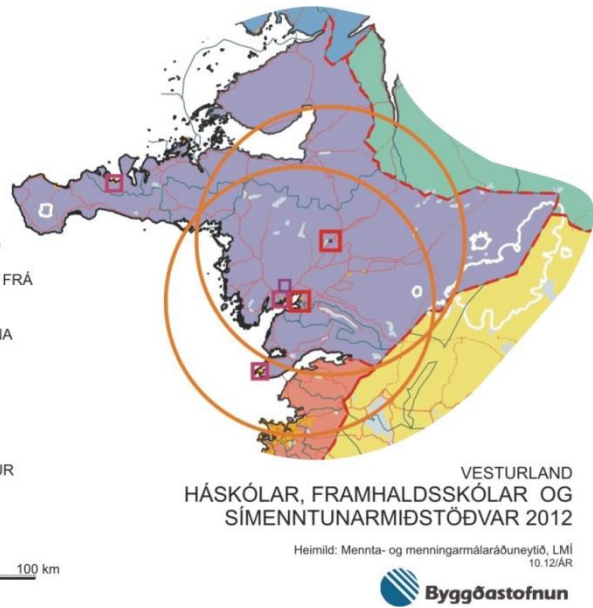 FRÁ
NA
UR
100 km
VESTURLAND
HÁSKÓLAR, FRAMHALDSSKÓLAR OG
SÍMENNTUNARMIÐSTÖÐVAR 2012
Heimild: Mennta- og menningarmálaráðuneytið, LMÍ
10.12/ÁR
Byggðastofnun